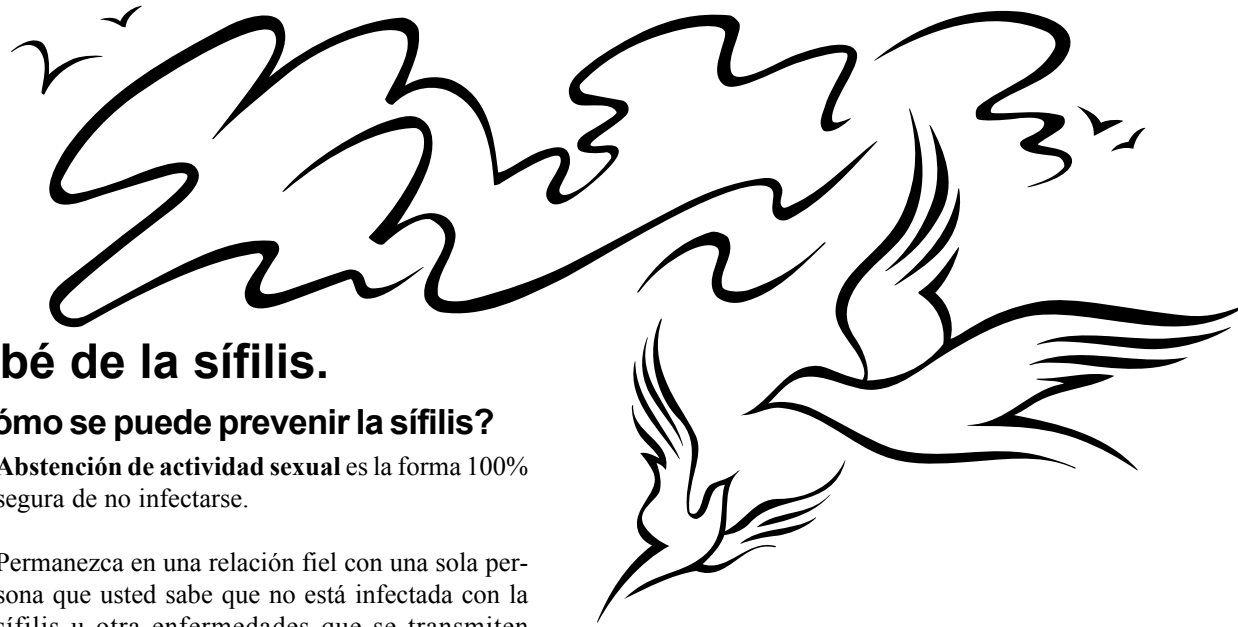 bé de la sífilis.
ómo se puede prevenir la sífilis?
Abstención de actividad sexual es la forma 100%
segura de no infectarse.
Permanezca en una relación fiel con una sola per-
sona que usted sabe que no está infectada con la
sífilis u otra enfermedades que se transmiten